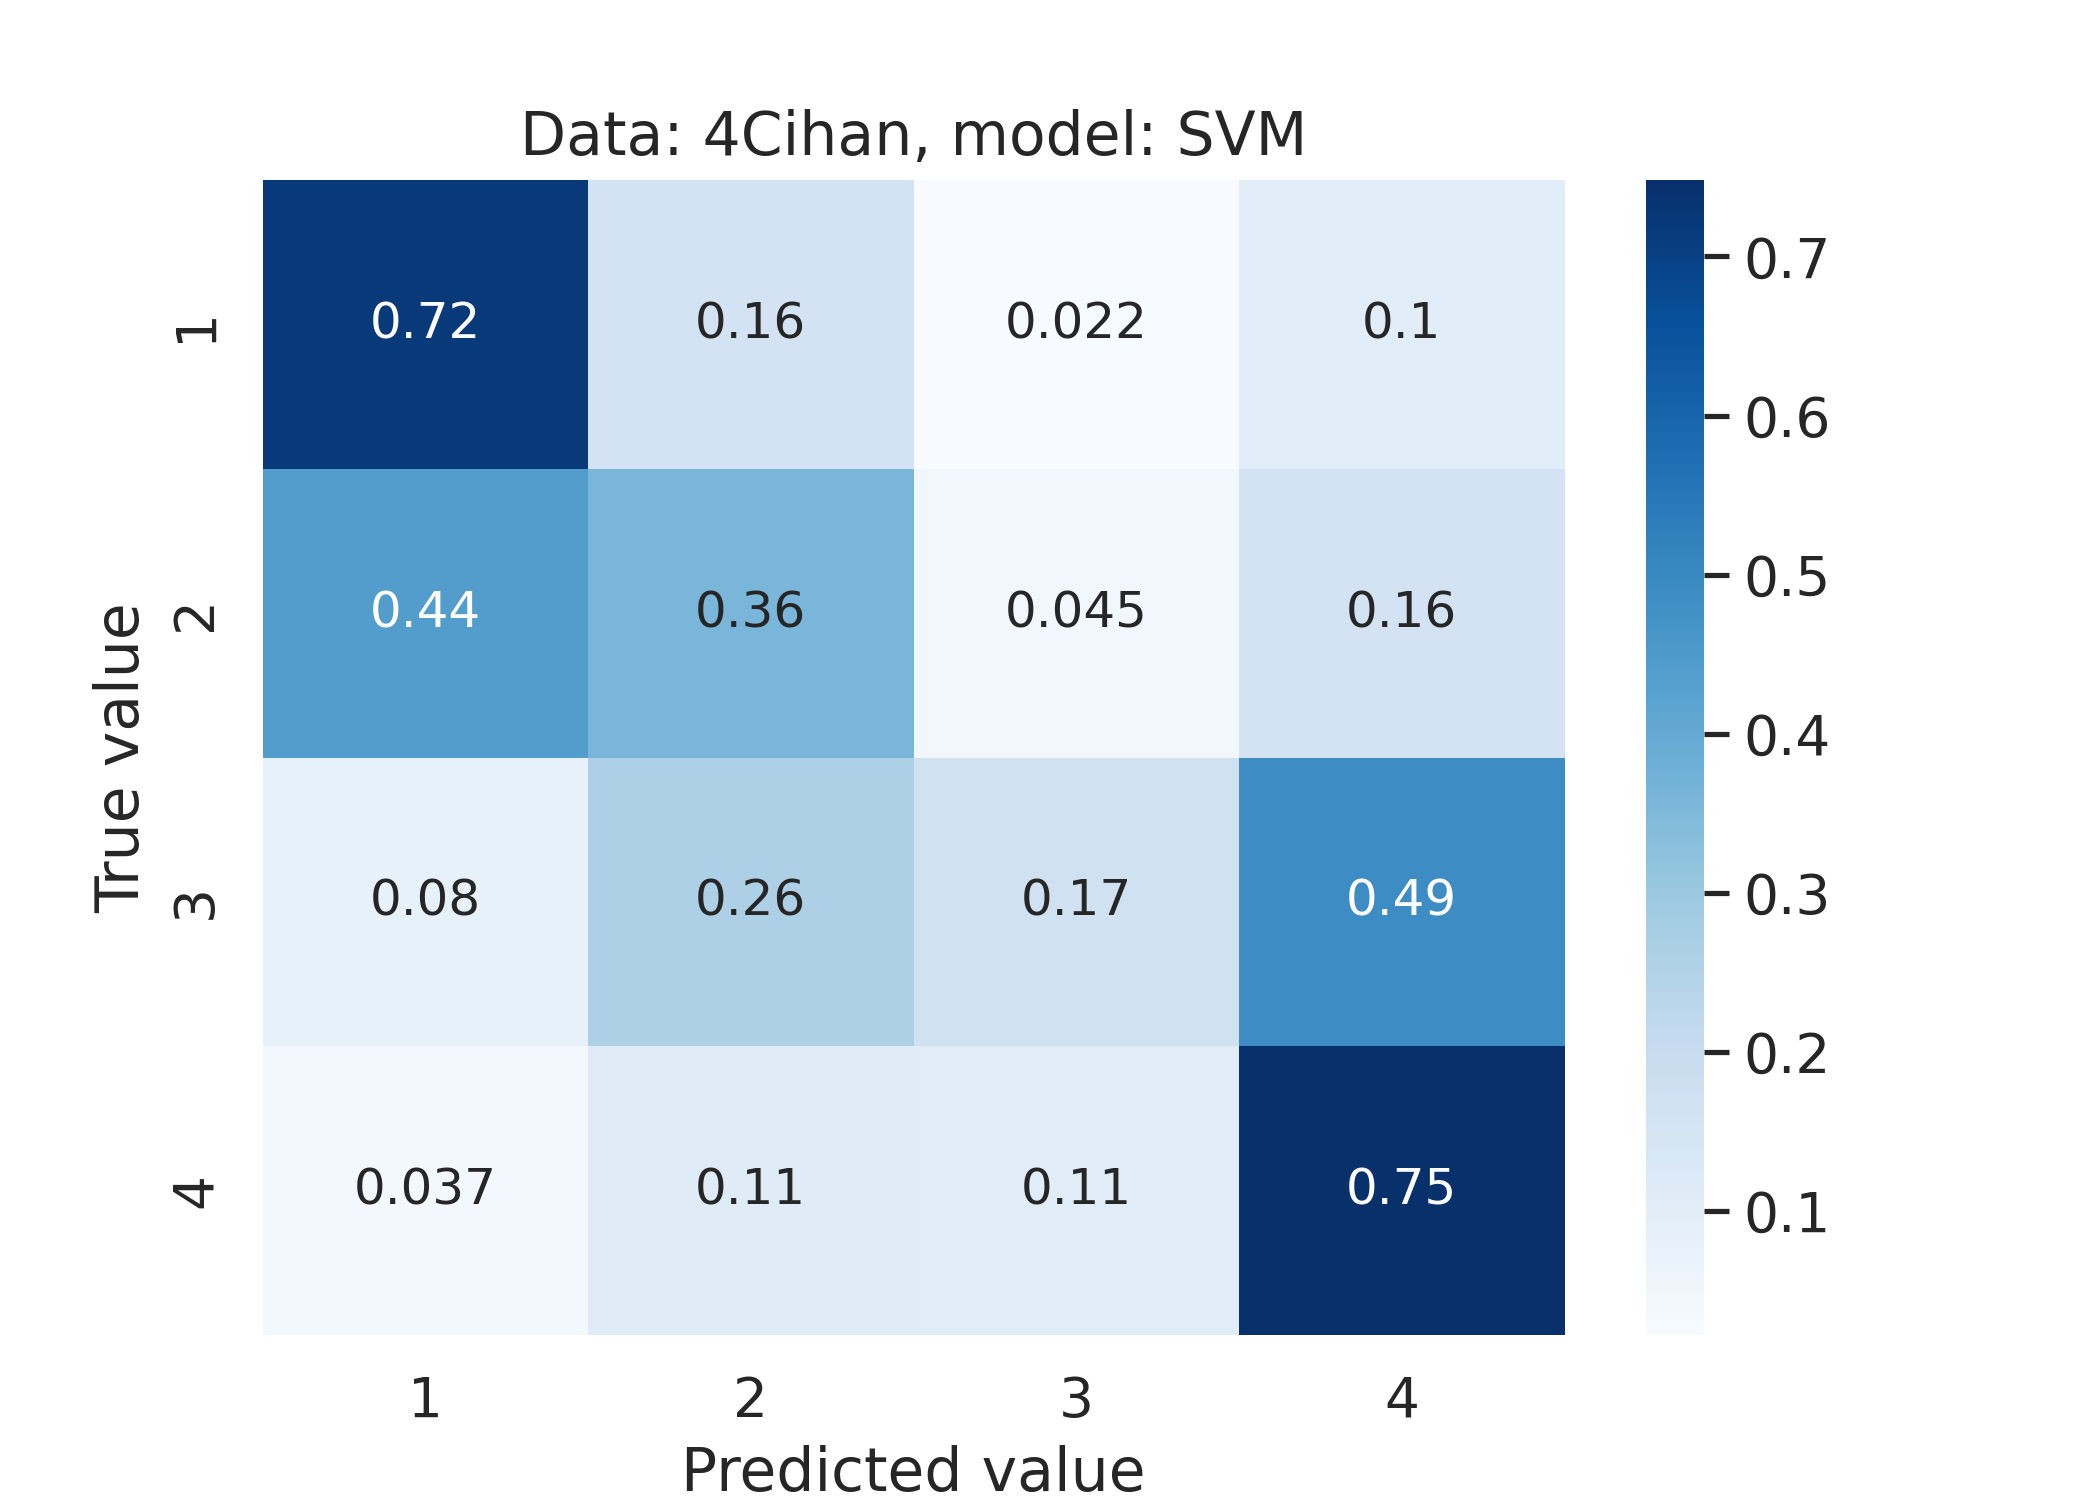 Data: 4Cihan, model: SVM
0.72 0.16 0.022 0.1
0.44 0.36 0.045 0.16
0.08 0.26 0.17 0.49
0.037 0.11 0.11 0.75
1
2
3
4
True value
1 2 3 4
Predicted value
0.7
0.6
0.5
0.4
0.3
0.2
0.1